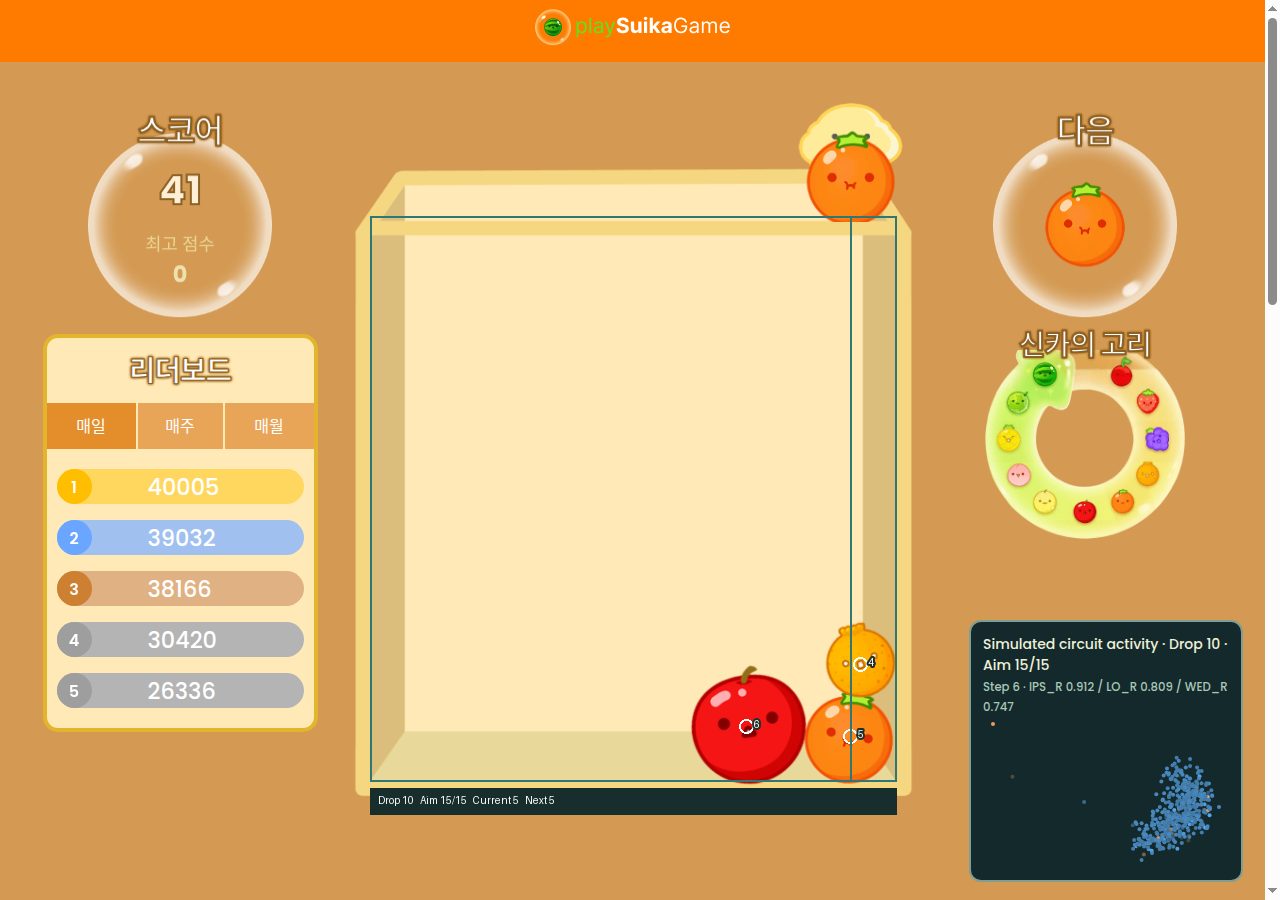 playSuikaGame
스코어
41
최고 점수
0
다음
신카의 고리
리더보드
매일 매주 매월
1 40005
2 39032
3 38166
4 30420
5 26336
4
6
5
Drop 10 Aim 15/15 Current 5 Next 5
Simulated circuit activity · Drop 10 ·
Aim 15/15
Step 6 · IPS_R 0.912 / LO_R 0.809 / WED_R
0.747